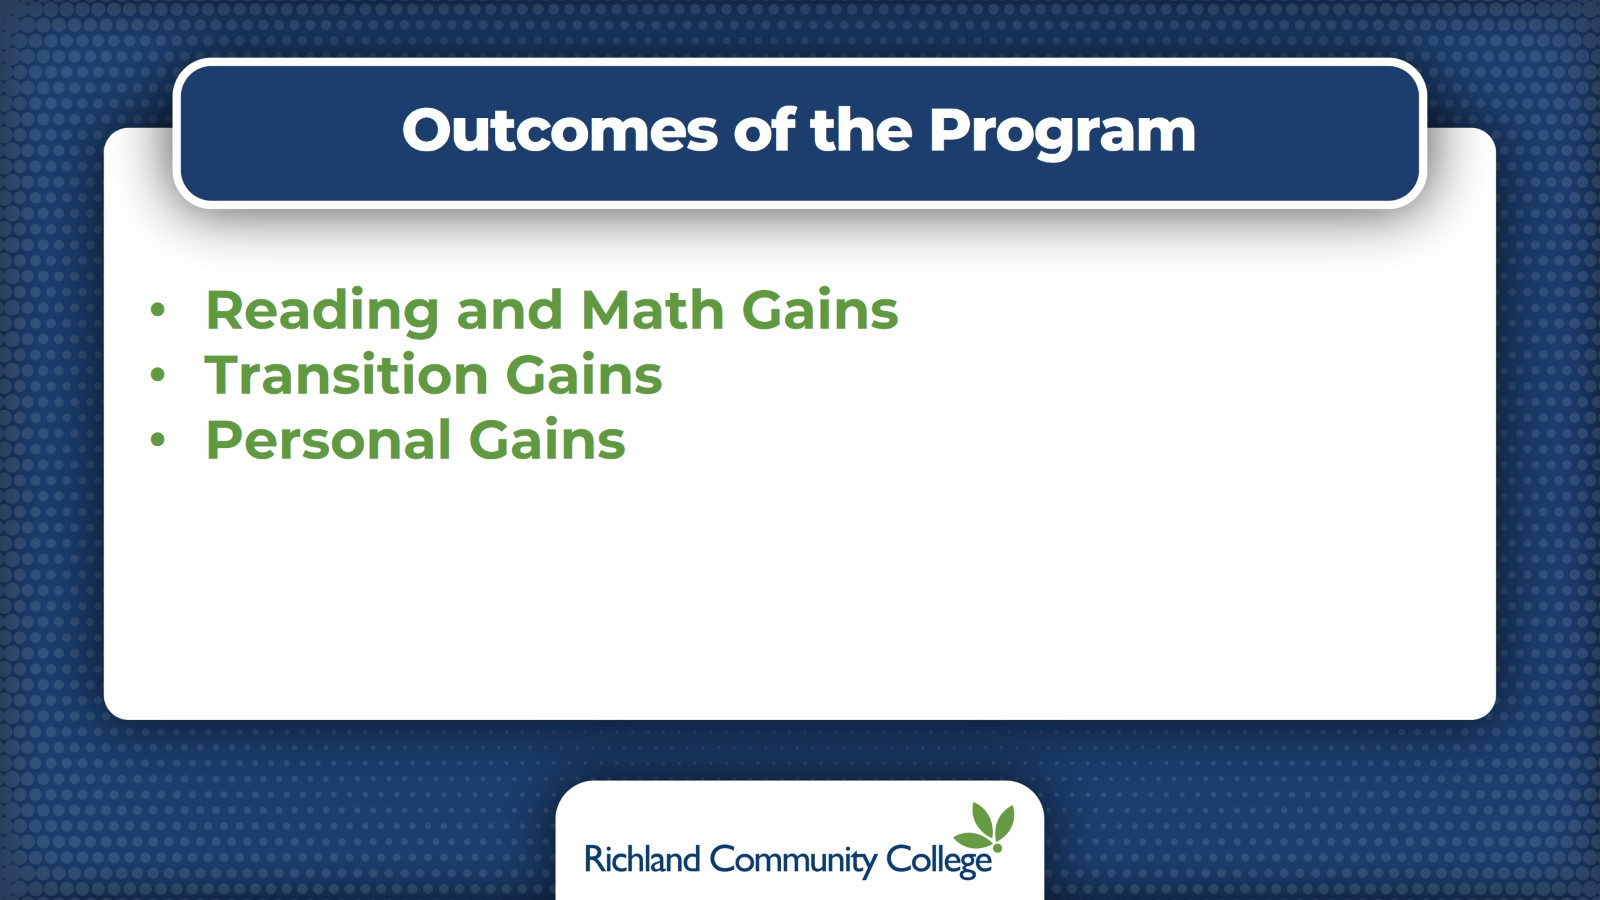 Outcomes of the Program
• Reading and Math Gains
• Transition Gains
• Personal Gains
Richland Community College